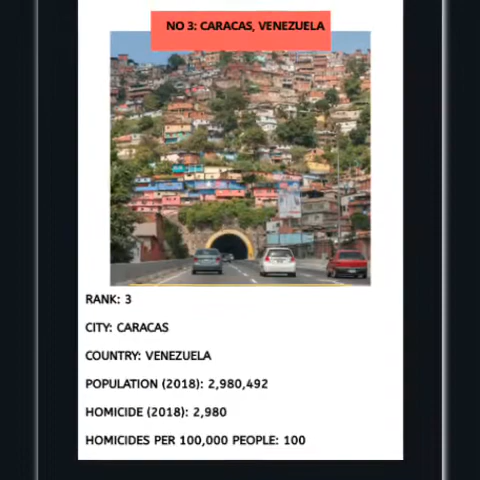 NO 3: CARACAS, VENEZUELA
RANK: 3
CITY: CARACAS
COUNTRY: VENEZUELA
POPULATION (2018): 2,980,492
HOMICIDE (2018): 2,980
HOMICIDES PER 100,000 PEOPLE: 100